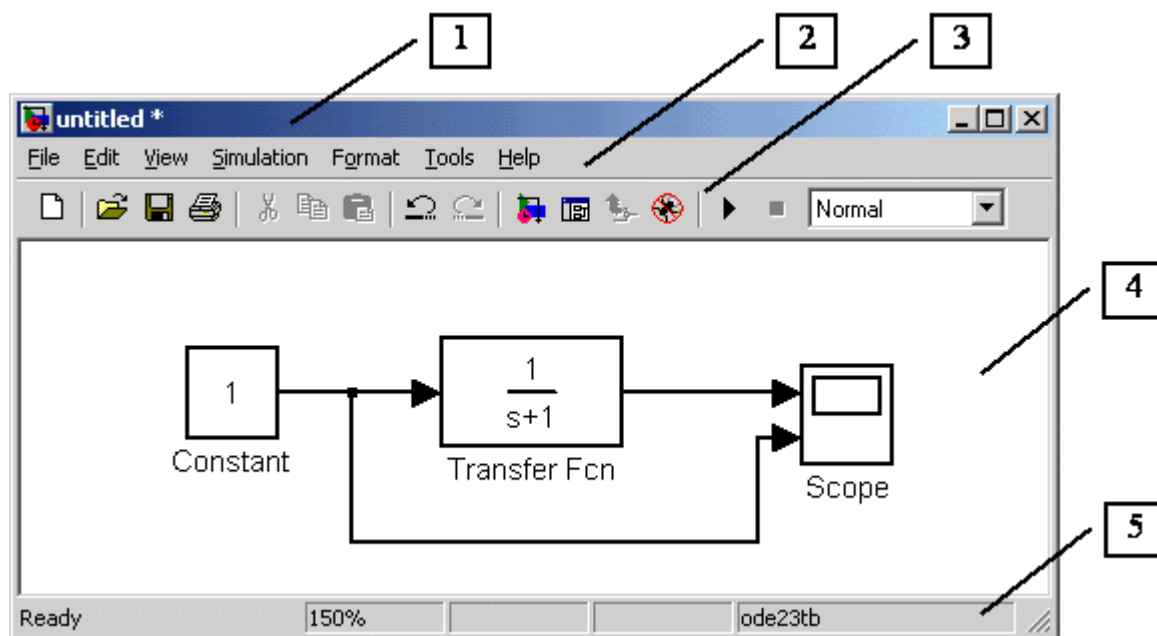 1 2 3
untitled *
File Edit View Simulation Format Tools Help
Normal
4
1
1
s+1
Constant
Transfer Fcn
Scope
5
Ready 150% ode23tb